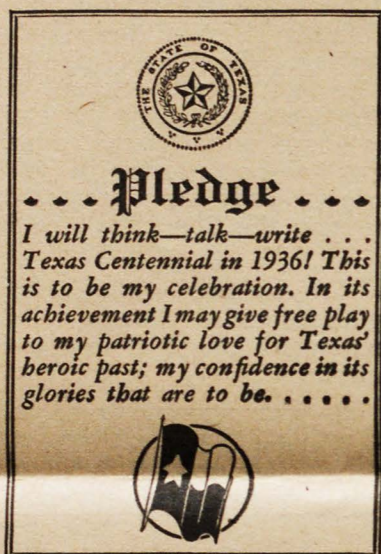 THE STATE OF TEXAS
. . . Pledge . . .
I will think—talk—write . . .
Texas Centennial in 1936! This
is to be my celebration. In its
achievement I may give free play
to my patriotic love for Texas'
heroic past; my confidence in its
glories that are to be. . . . . .